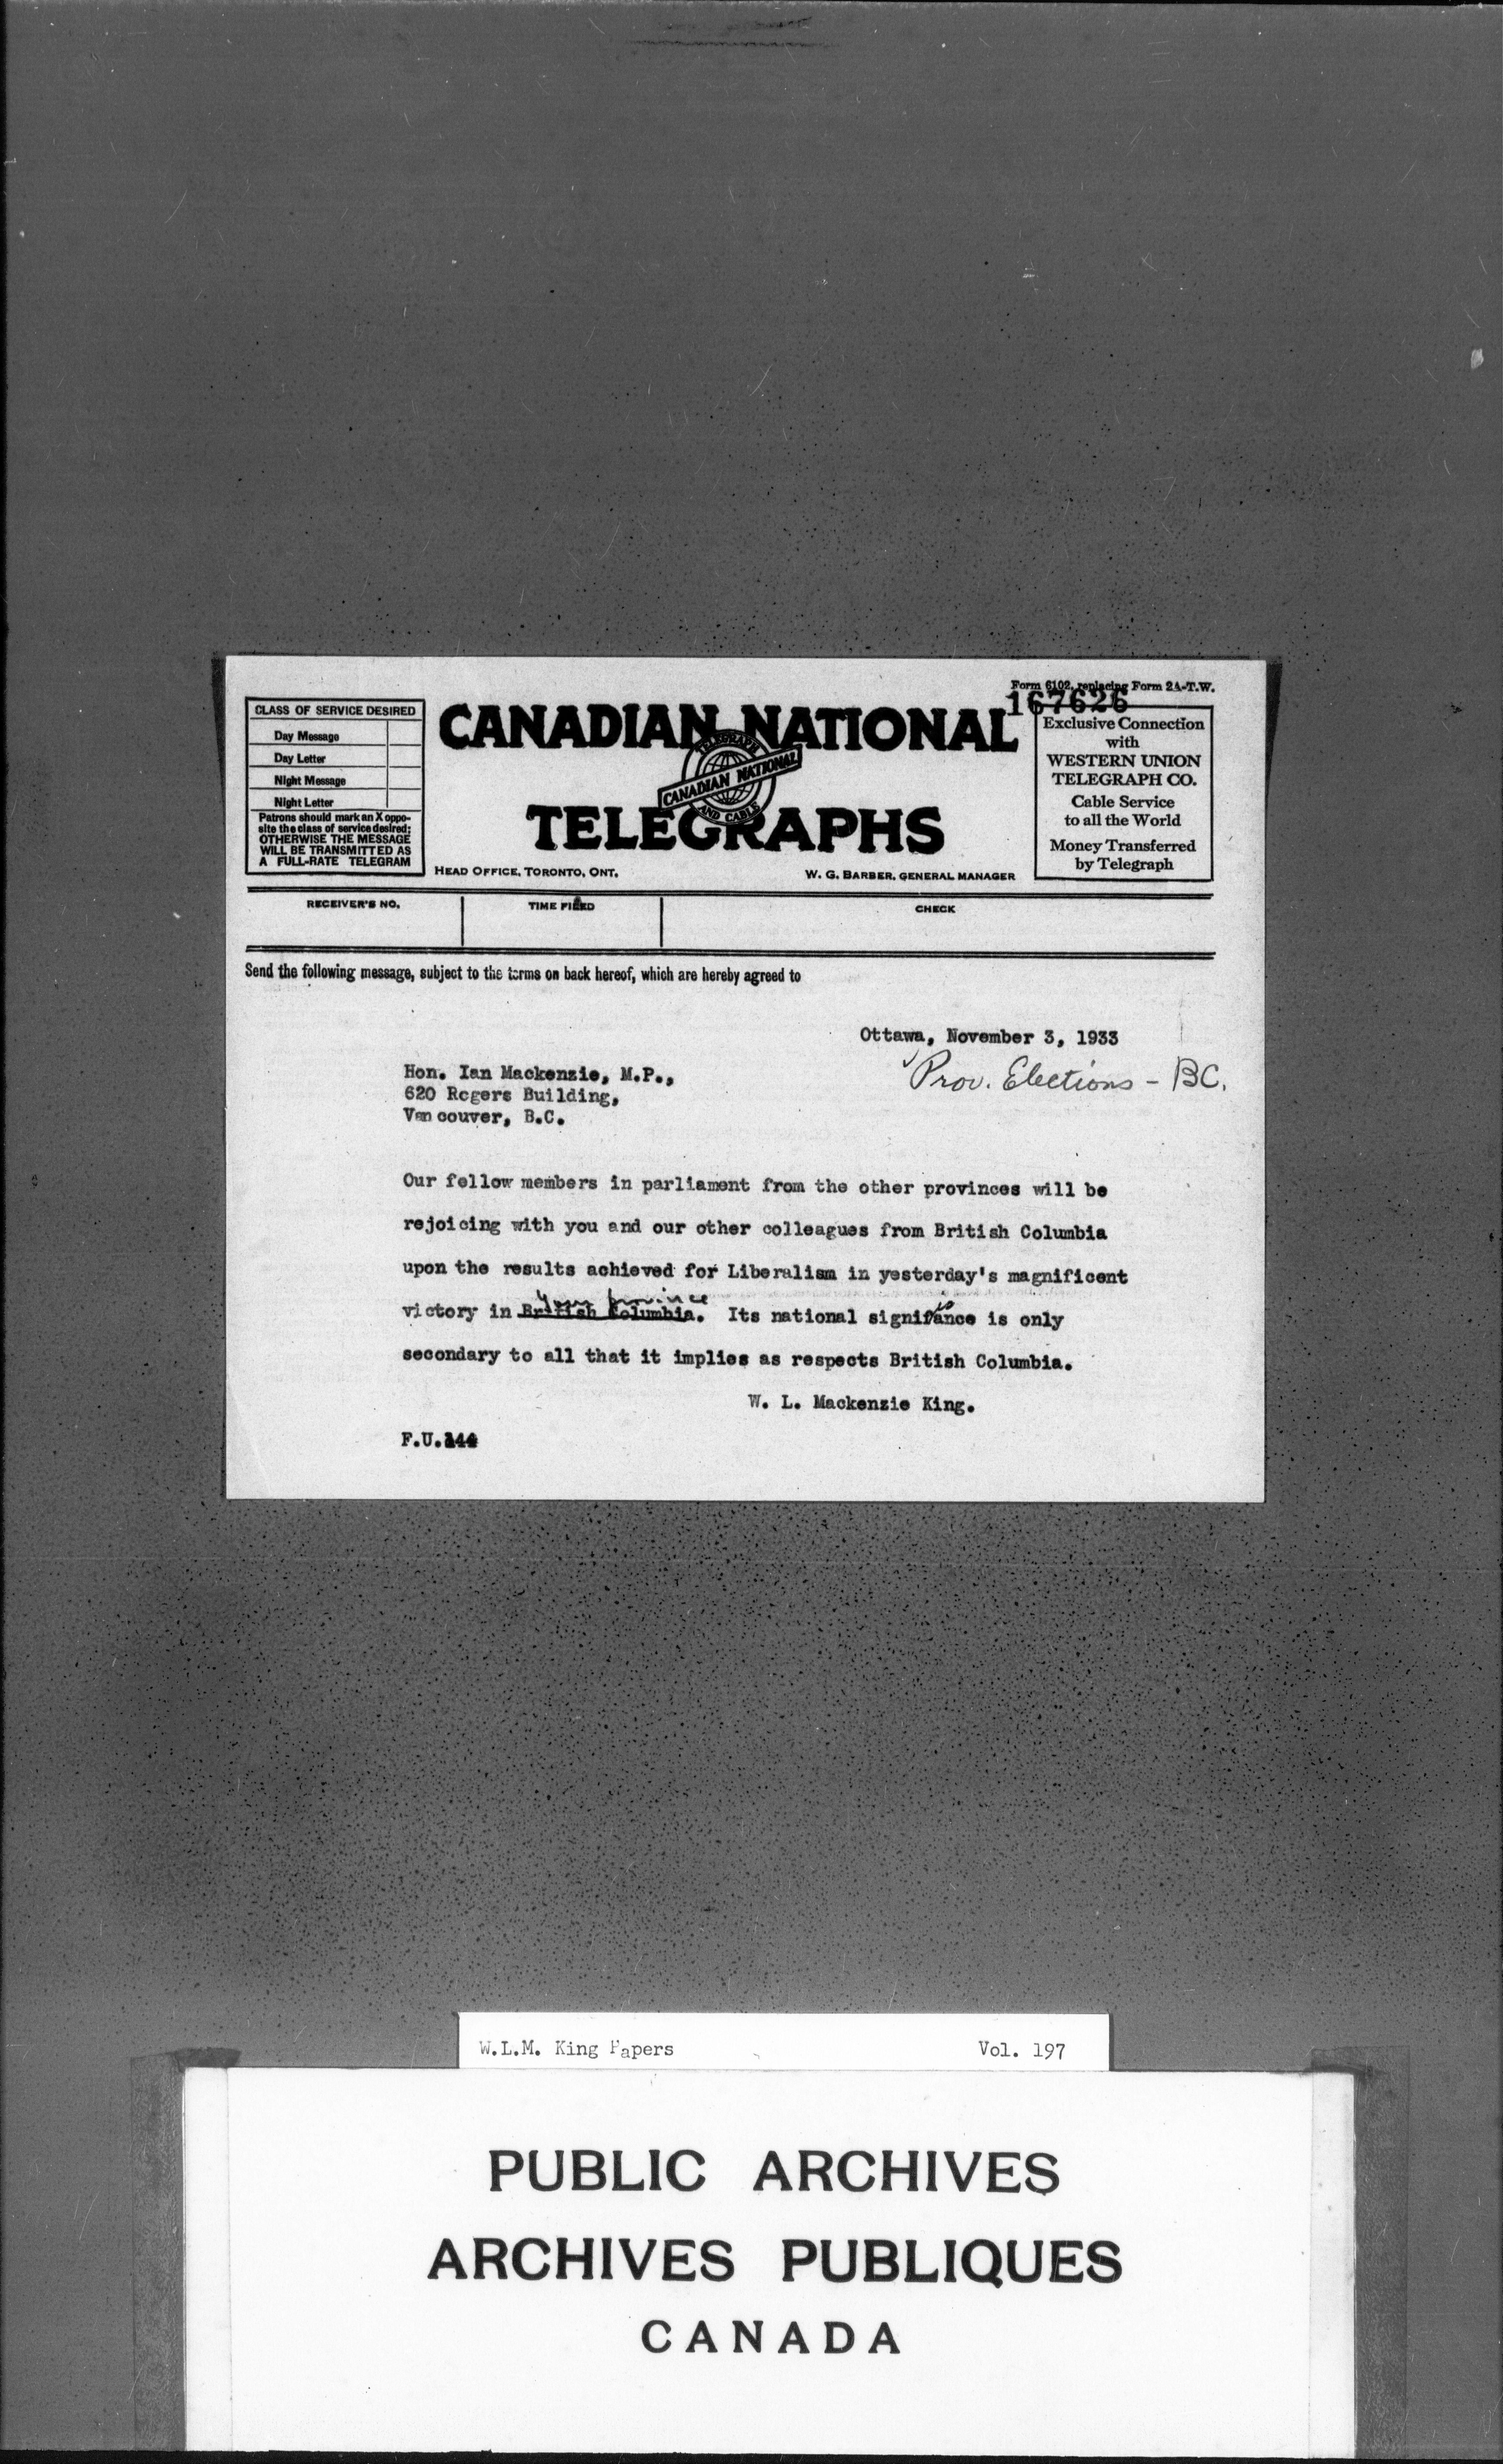 Form 6102, replacing Form 2A-T.W.
167626
CLASS OF SERVICE DESIRED
Day Message
Day Letter
Night Message
Night Letter
Patrons should mark an X oppo-
site the class of service desired;
OTHERWISE THE MESSAGE
WILL BE TRANSMITTED AS
A FULL-RATE TELEGRAM
CANADIAN NATIONAL
TELEGRAPH
CANADIAN NATIONAL
AND CABLE
TELEGRAPHS
HEAD OFFICE, TORONTO, ONT.
W. G. BARBER, GENERAL MANAGER
Exclusive Connection
with
WESTERN UNION
TELEGRAPH CO.
Cable Service
to all the World
Money Transferred
by Telegraph
RECEIVER'S NO.
TIME FILED
CHECK
Send the following message, subject to the terms on back hereof, which are hereby agreed to
Ottawa, November 3, 1933
Prov. Elections - BC.
Hon. Ian Mackenzie, M.P.,
620 Rogers Building,
Vancouver, B.C.
Our fellow members in parliament from the other provinces will be
rejoicing with you and our other colleagues from British Columbia
upon the results achieved for Liberalism in yesterday's magnificent
your province
victory in British Columbia. Its national signifance is only
secondary to all that it implies as respects British Columbia.
W. L. Mackenzie King.
F.U.144
W.L.M. King Papers Vol. 197
PUBLIC ARCHIVES
ARCHIVES PUBLIQUES
CANADA